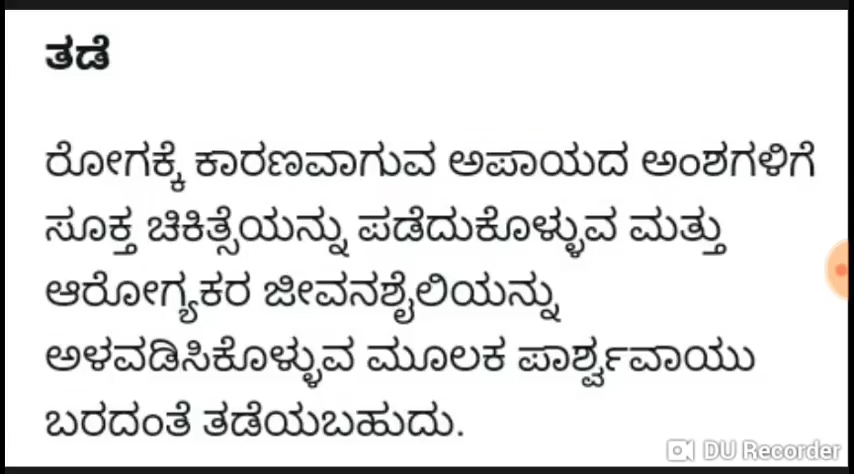 ತಡೆ
ರೋಗಕ್ಕೆ ಕಾರಣವಾಗುವ ಅಪಾಯದ ಅಂಶಗಳಿಗೆ
ಸೂಕ್ತ ಚಿಕಿತ್ಸೆಯನ್ನು ಪಡೆದುಕೊಳ್ಳುವ ಮತ್ತು
ಆರೋಗ್ಯಕರ ಜೀವನಶೈಲಿಯನ್ನು
ಅಳವಡಿಸಿಕೊಳ್ಳುವ ಮೂಲಕ ಪಾರ್ಶ್ವವಾಯು
ಬರದಂತೆ ತಡೆಯಬಹುದು.
DU Recorder